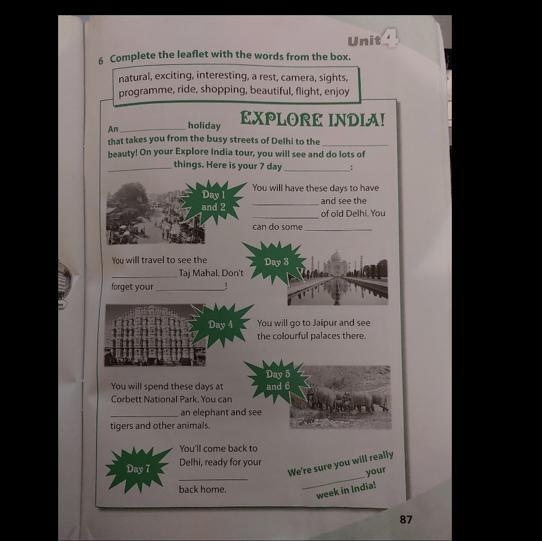 Unit 4
6 Complete the leaflet with the words from the box.
natural, exciting, interesting, a rest, camera, sights,
programme, ride, shopping, beautiful, flight, enjoy
EXPLORE INDIA!
An ____________ holiday
that takes you from the busy streets of Delhi to the ____________
beauty! On your Explore India tour, you will see and do lots of
____________ things. Here is your 7 day ____________:
Day 1
and 2
You will have these days to have
____________ and see the
____________ of old Delhi. You
can do some ____________
You will travel to see the
____________ Taj Mahal. Don't
forget your ____________!
Day 3
Day 4
You will go to Jaipur and see
the colourful palaces there.
Day 5
and 6
You will spend these days at
Corbett National Park. You can
____________ an elephant and see
tigers and other animals.
Day 7
You'll come back to
Delhi, ready for your
____________
back home.
We're sure you will really
____________ your
week in India!
87